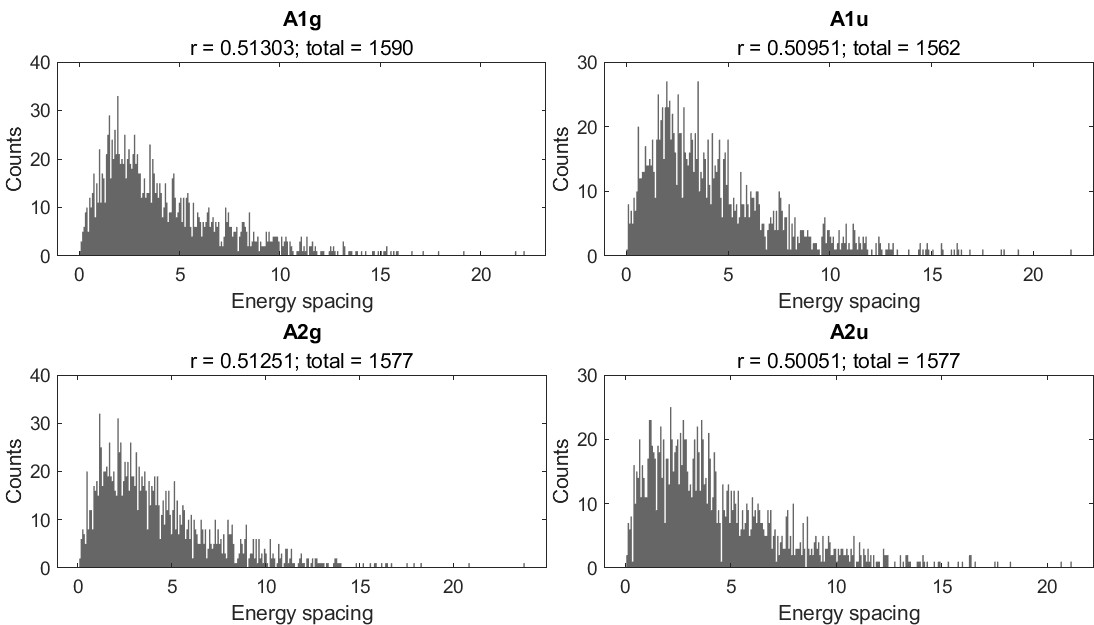 A1g
r = 0.51303; total = 1590
40
30
20
10
0
Counts
0 5 10 15 20
Energy spacing
A1u
r = 0.50951; total = 1562
30
20
10
0
Counts
0 5 10 15 20
Energy spacing
A2g
r = 0.51251; total = 1577
40
30
20
10
0
Counts
0 5 10 15 20
Energy spacing
A2u
r = 0.50051; total = 1577
30
20
10
0
Counts
0 5 10 15 20
Energy spacing